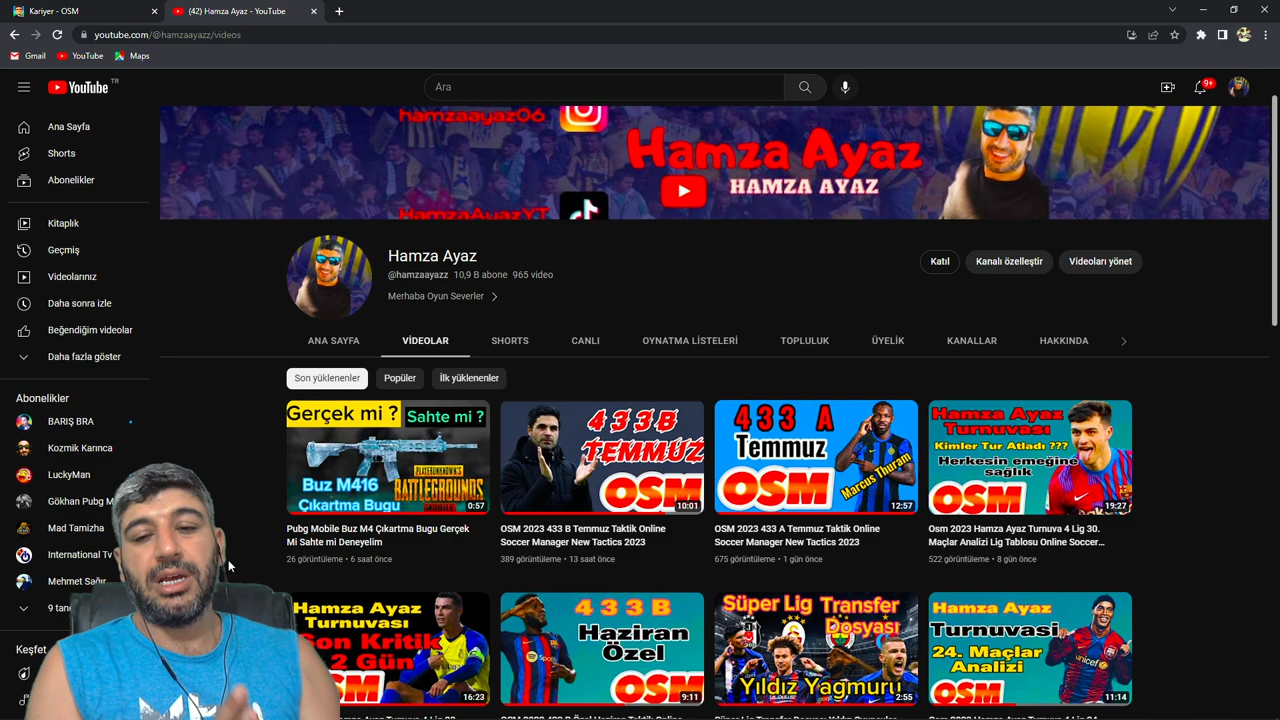 Kariyer - OSM
(42) Hamza Ayaz - YouTube
youtube.com/@hamzaayazz/videos
Gmail
YouTube
Maps
YouTube TR
Ara
9+
Ana Sayfa
Shorts
Abonelikler
Kitaplık
Geçmiş
Videolarınız
Daha sonra izle
Beğendiğim videolar
Daha fazla göster
Abonelikler
BARIŞ BRA
Kozmik Karınca
LuckyMan
Gökhan Pubg M
Mad Tamizha
International Tv
Mehmet Sağır
9 tane
Keşfet
hamzaayaz06
HamzaAyazYT
Hamza Ayaz
HAMZA AYAZ
Hamza Ayaz
@hamzaayazz 10,9 B abone 965 video
Merhaba Oyun Severler
Katıl
Kanalı özelleştir
Videoları yönet
ANA SAYFA
VİDEOLAR
SHORTS
CANLI
OYNATMA LİSTELERİ
TOPLULUK
ÜYELİK
KANALLAR
HAKKINDA
Son yüklenenler
Popüler
İlk yüklenenler
Gerçek mi ?
Sahte mi ?
Buz M416
Çıkartma Bugu
PLAYERUNKNOWN'S
BATTLEGROUNDS
0:57
Pubg Mobile Buz M4 Çıkartma Bugu Gerçek
Mi Sahte mi Deneyelim
26 görüntüleme • 6 saat önce
4 3 3 B
TEMMUZ
OSM
10:01
OSM 2023 433 B Temmuz Taktik Online
Soccer Manager New Tactics 2023
389 görüntüleme • 13 saat önce
4 3 3 A
Temmuz
Marcus Thuram
OSM
12:57
OSM 2023 433 A Temmuz Taktik Online
Soccer Manager New Tactics 2023
675 görüntüleme • 1 gün önce
Hamza Ayaz
Turnuvası
Kimler Tur Atladı ???
Herkesin emeğine
sağlık
OSM
19:27
Osm 2023 Hamza Ayaz Turnuva 4 Lig 30.
Maçlar Analizi Lig Tablosu Online Soccer...
522 görüntüleme • 8 gün önce
Hamza Ayaz
Turnuvası
Son Kritik
2 Gün
SM
16:23
4 3 3 B
Haziran
Özel
OSM
9:11
Süper Lig Transfer
Dosyası
Yıldız Yagmuru
2:55
Hamza Ayaz
Turnuvası
24. Maçlar
Analizi
OSM
11:14